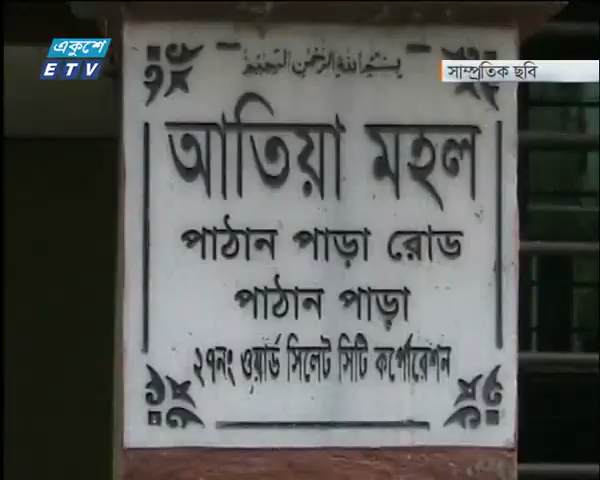 একুশে
ETV
সাম্প্রতিক ছবি
بسم الله الرحمن الرحيم
আতিয়া মহল
পাঠান পাড়া রোড
পাঠান পাড়া
২৭নং ওয়ার্ড সিলেট সিটি কর্পোরেশন